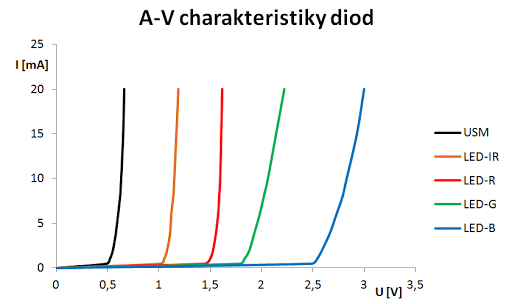 A-V charakteristiky diod
25
I [mA]
20
15
10
5
0
0
0,5
1
1,5
2
2,5
3
3,5
U [V]
USM
LED-IR
LED-R
LED-G
LED-B